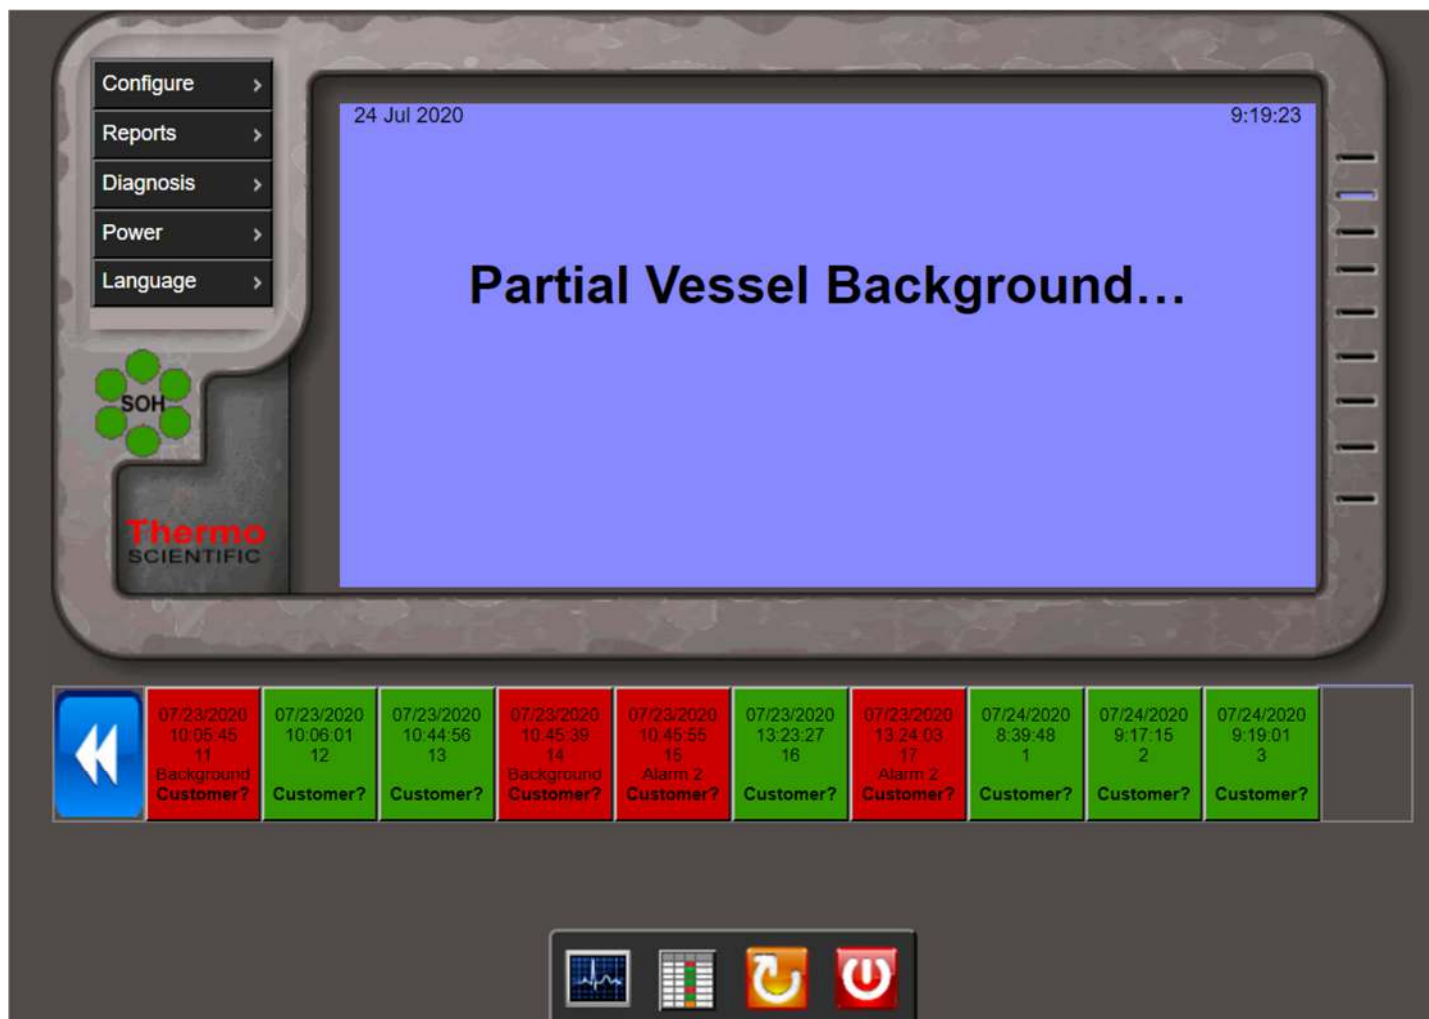 Configure
Reports
Diagnosis
Power
Language
24 Jul 2020 9:19:23
Partial Vessel Background...
SOH
Thermo
SCIENTIFIC
07/23/2020
10:05:45
11
Background
Customer?
07/23/2020
10:06:01
12
Customer?
07/23/2020
10:44:56
13
Customer?
07/23/2020
10:45:39
14
Background
Customer?
07/23/2020
10:45:55
15
Alarm 2
Customer?
07/23/2020
13:23:27
16
Customer?
07/23/2020
13:24:03
17
Alarm 2
Customer?
07/24/2020
8:39:48
1
Customer?
07/24/2020
9:17:15
2
Customer?
07/24/2020
9:19:01
3
Customer?